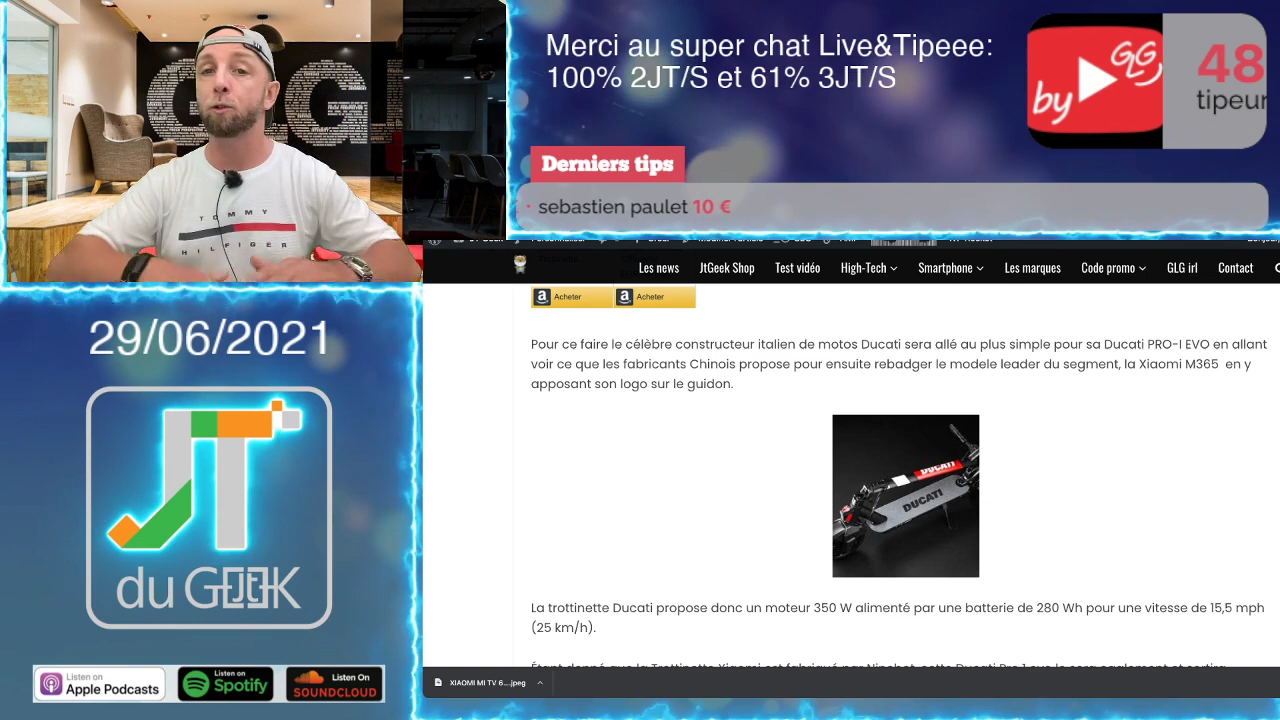 TOMMY
HILFIGER
Merci au super chat Live&Tipeee:
100% 2JT/S et 61% 3JT/S
by GLG
48
tipeur
Derniers tips
• sebastien paulet 10 €
Les news JtGeek Shop Test vidéo High-Tech Smartphone Les marques Code promo GLG irl Contact
Acheter Acheter
Pour ce faire le célèbre constructeur italien de motos Ducati sera allé au plus simple pour sa Ducati PRO-I EVO en allant
voir ce que les fabricants Chinois propose pour ensuite rebadger le modele leader du segment, la Xiaomi M365 en y
apposant son logo sur le guidon.
DUCATI
DUCATI
La trottinette Ducati propose donc un moteur 350 W alimenté par une batterie de 280 Wh pour une vitesse de 15,5 mph
(25 km/h).
XIAOMI MI TV 6....jpeg
29/06/2021
JT
du GEEK
Listen on
Apple Podcasts
Listen on
Spotify
Listen On
SOUNDCLOUD